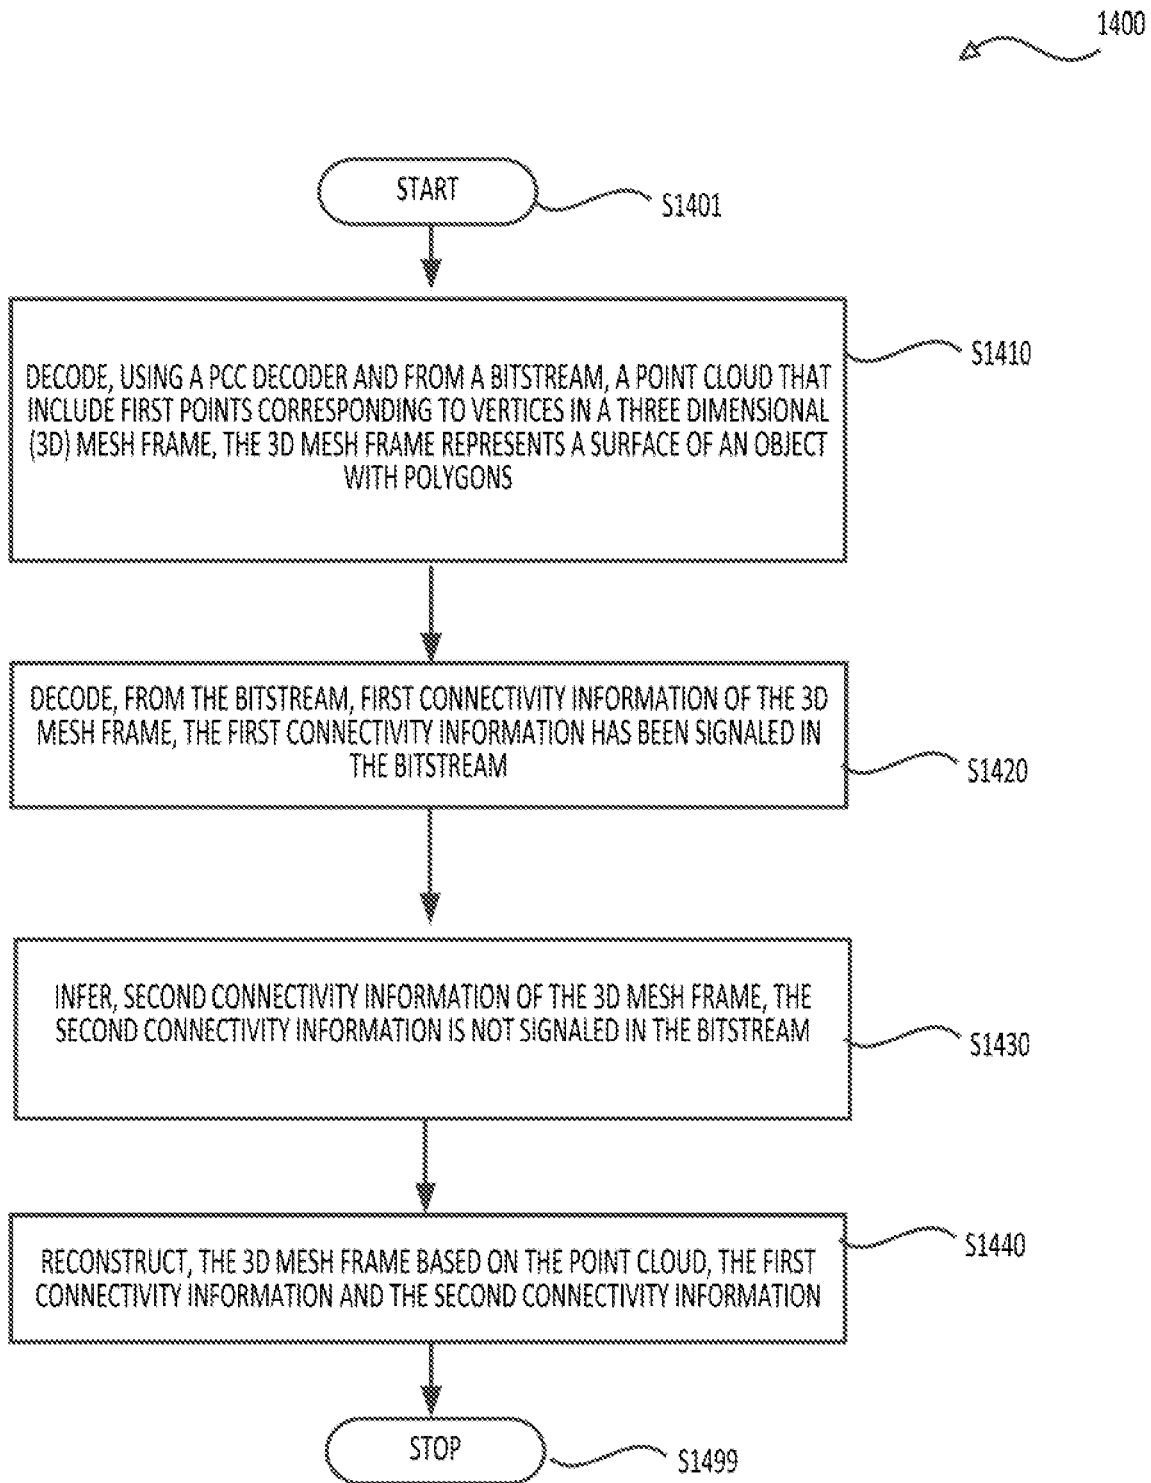 1400
START
S1401
DECODE, USING A PCC DECODER AND FROM A BITSTREAM, A POINT CLOUD THAT
INCLUDE FIRST POINTS CORRESPONDING TO VERTICES IN A THREE DIMENSIONAL
(3D) MESH FRAME, THE 3D MESH FRAME REPRESENTS A SURFACE OF AN OBJECT
WITH POLYGONS
S1410
DECODE, FROM THE BITSTREAM, FIRST CONNECTIVITY INFORMATION OF THE 3D
MESH FRAME, THE FIRST CONNECTIVITY INFORMATION HAS BEEN SIGNALED IN
THE BITSTREAM
S1420
INFER, SECOND CONNECTIVITY INFORMATION OF THE 3D MESH FRAME, THE
SECOND CONNECTIVITY INFORMATION IS NOT SIGNALED IN THE BITSTREAM
S1430
RECONSTRUCT, THE 3D MESH FRAME BASED ON THE POINT CLOUD, THE FIRST
CONNECTIVITY INFORMATION AND THE SECOND CONNECTIVITY INFORMATION
S1440
STOP
S1499